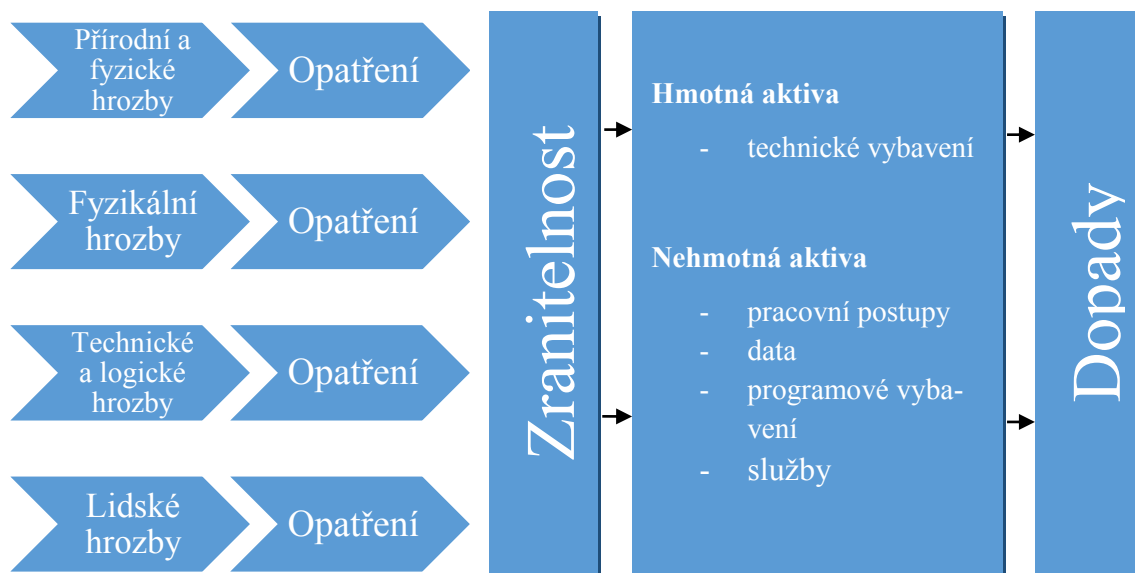 Přírodní a
fyzické
hrozby
Opatření
Fyzikální
hrozby
Opatření
Technické
a logické
hrozby
Opatření
Lidské
hrozby
Opatření
Zranitelnost
Hmotná aktiva
- technické vybavení
Nehmotná aktiva
- pracovní postupy
- data
- programové vyba-
vení
- služby
Dopady